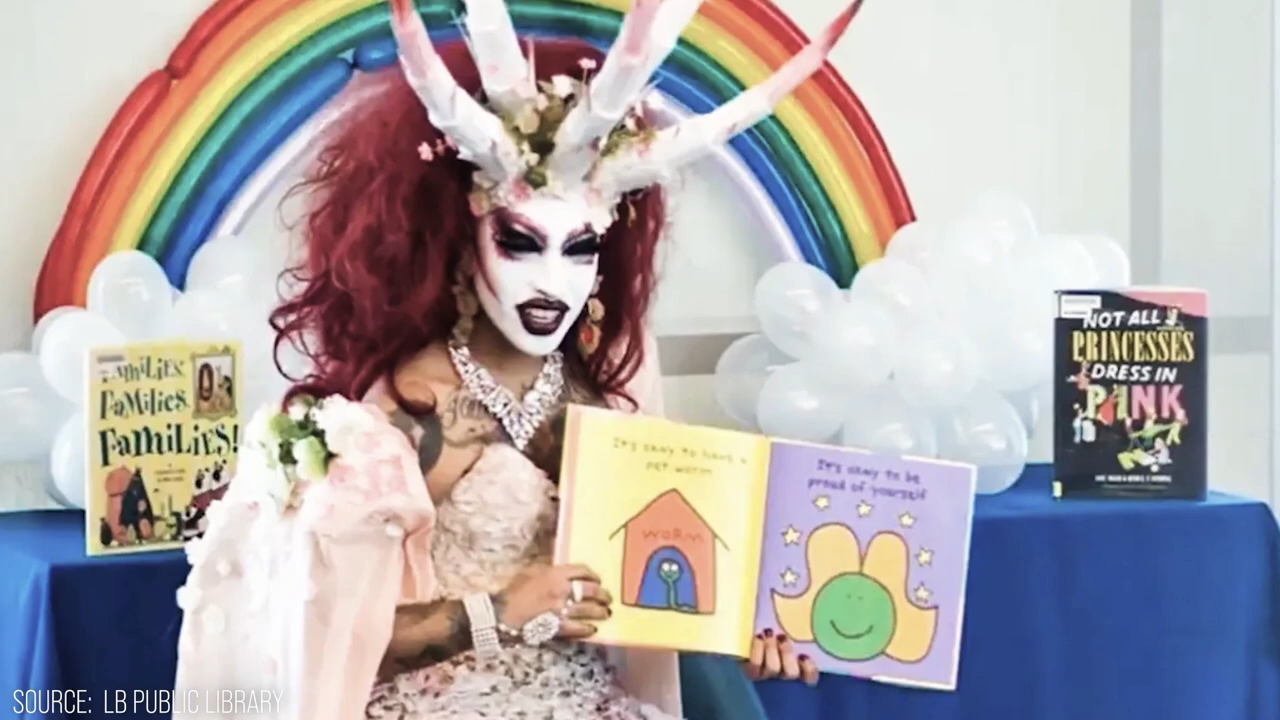 FAMiLiES,
FaMiLiES,
FaMiLiES!
It's okay to have a
pet worm
WORM
It's okay to be
proud of yourself
NOT ALL
PRINCESSES
DRESS IN
PINK
SOURCE: LB PUBLIC LIBRARY